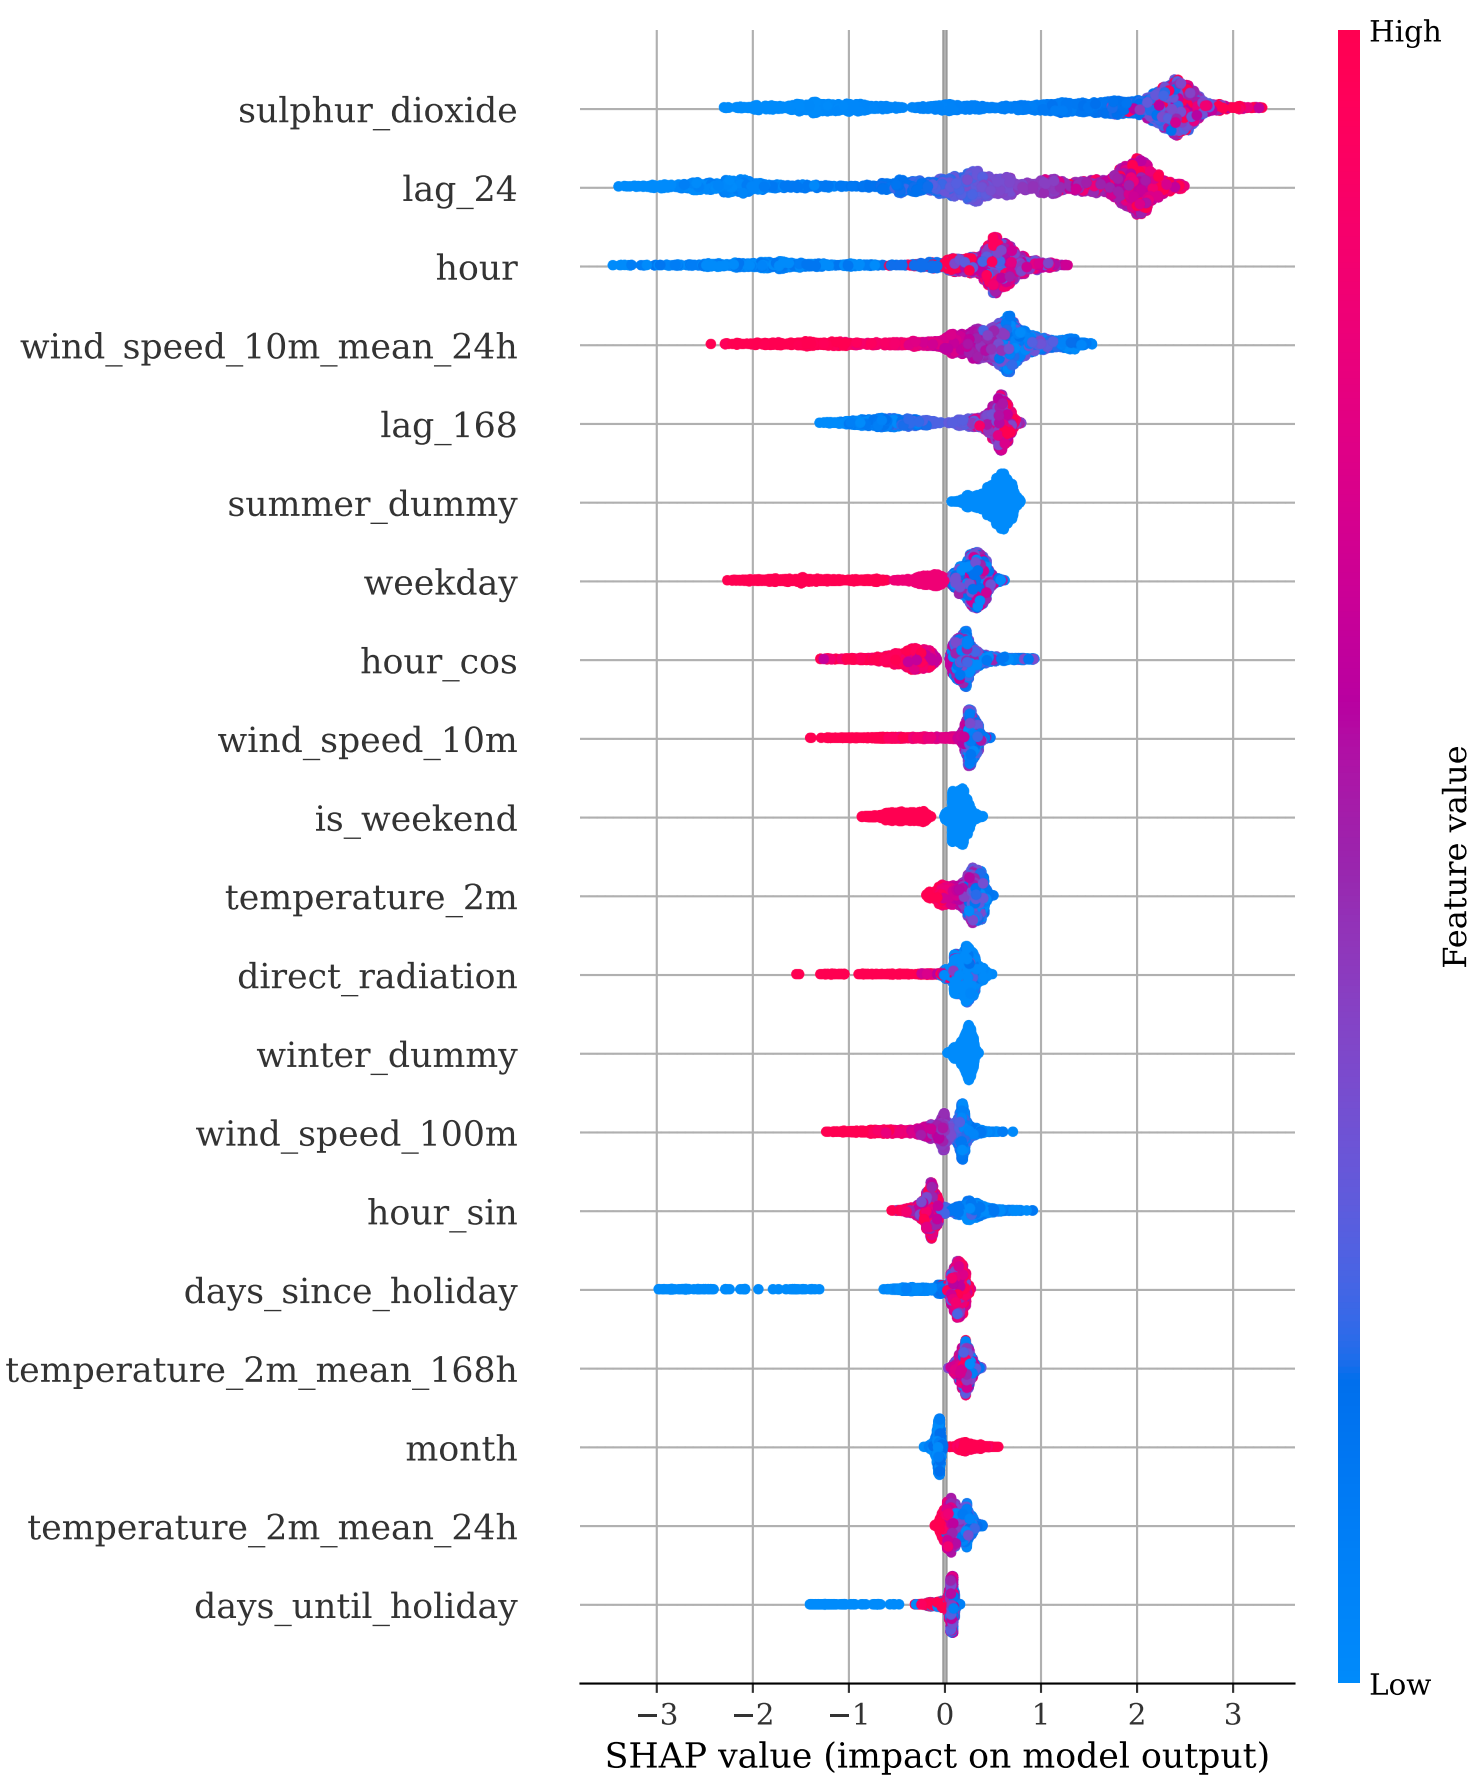 High
sulphur_dioxide
lag_24
hour
wind_speed_10m_mean_24h
lag_168
summer_dummy
weekday
hour_cos
wind_speed_10m
is_weekend
temperature_2m
direct_radiation
winter_dummy
wind_speed_100m
hour_sin
days_since_holiday
temperature_2m_mean_168h
month
temperature_2m_mean_24h
days_until_holiday
Feature value
Low
−3 −2 −1 0 1 2 3
SHAP value (impact on model output)